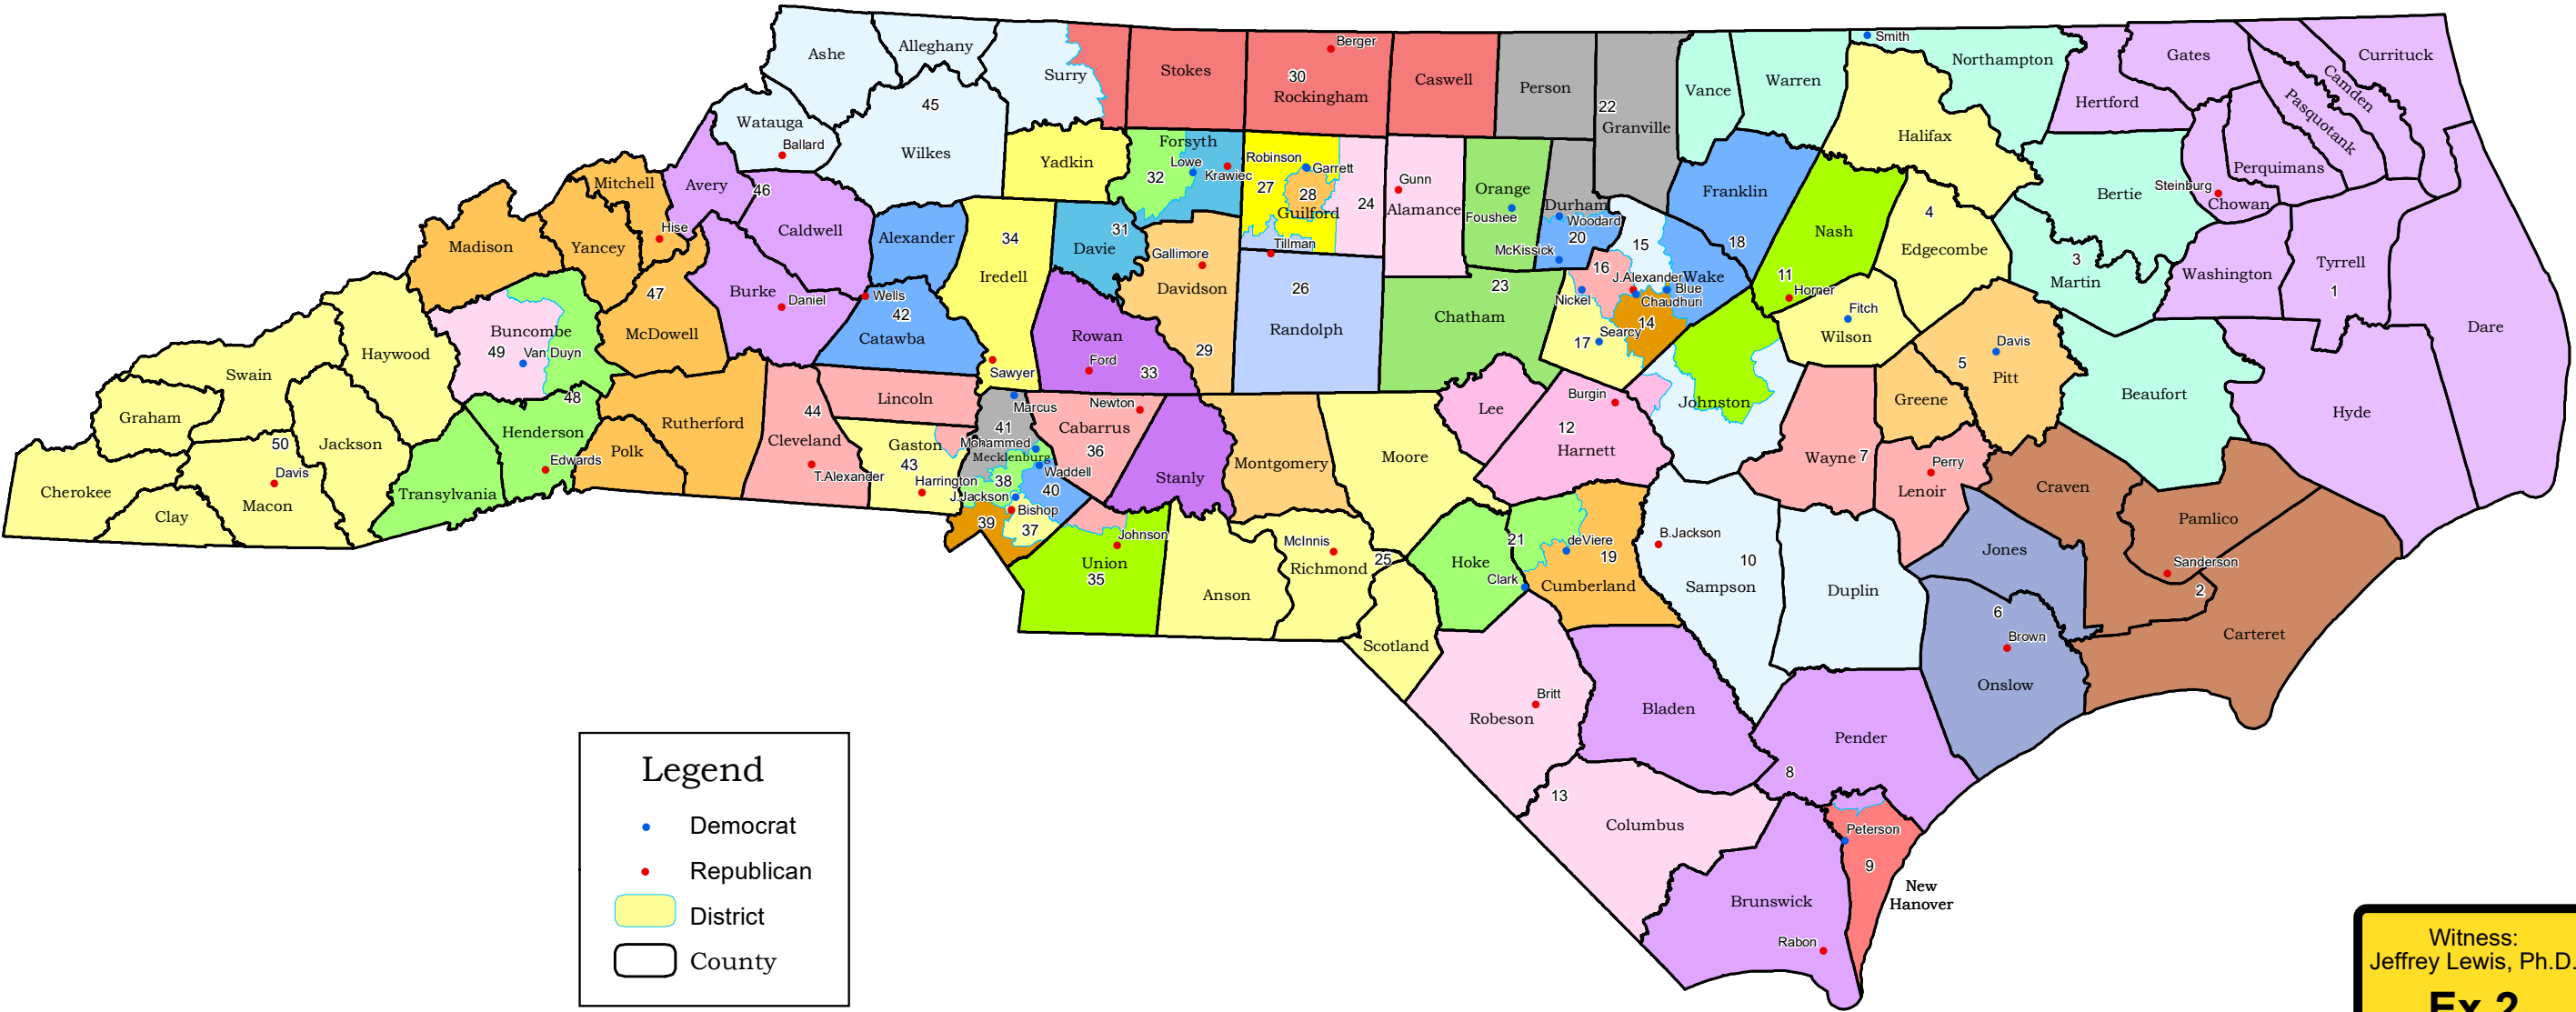 Ashe
Alleghany
Surry
Stokes
Berger
30
Rockingham
Caswell
Person
22
Granville
Vance
Warren
Smith
Northampton
Gates
Camden
Currituck
Hertford
Pasquotank
Watauga
Ballard
45
Wilkes
Yadkin
Forsyth
Lowe
32
Krawiec
Robinson
Garrett
27
28
Guilford
24
Gunn
Alamance
Orange
Foushee
Durham
Woodard
20
McKissick
Franklin
18
Halifax
Bertie
Perquimans
Steinburg
Chowan
Mitchell
Avery
46
Hise
Madison
Yancey
Caldwell
Alexander
34
Iredell
31
Davie
Gallimore
Davidson
29
Tillman
26
Randolph
23
Chatham
15
16
J.Alexander
Wake
Blue
Nickel
Chaudhuri
14
Searcy
17
Nash
11
Horner
4
Edgecombe
Fitch
Wilson
3
Martin
Washington
Tyrrell
1
Dare
Hyde
Beaufort
47
McDowell
Burke
Daniel
Wells
42
Catawba
Rowan
Ford
33
Sawyer
Buncombe
49
Van Duyn
Haywood
Swain
Graham
50
Davis
Macon
Jackson
Cherokee
Clay
48
Henderson
Edwards
Transylvania
Polk
Rutherford
44
Cleveland
T.Alexander
Lincoln
Gaston
43
Harrington
Marcus
41
Mohammed
Mecklenburg
Waddell
38
40
J.Jackson
Bishop
39
37
Newton
Cabarrus
36
Stanly
Montgomery
Moore
Lee
Burgin
12
Harnett
Johnston
Wayne
7
Greene
Davis
5
Pitt
Perry
Lenoir
Craven
Pamlico
Sanderson
2
Carteret
Jones
6
Brown
Onslow
Johnson
Union
35
Anson
McInnis
Richmond
25
Scotland
Hoke
21
Clark
deViere
19
Cumberland
B.Jackson
10
Sampson
Duplin
Britt
Robeson
Bladen
Pender
8
13
Columbus
Peterson
9
New
Hanover
Brunswick
Rabon
Legend
Democrat
Republican
District
County
Witness:
Jeffrey Lewis, Ph.D.
Ex 2